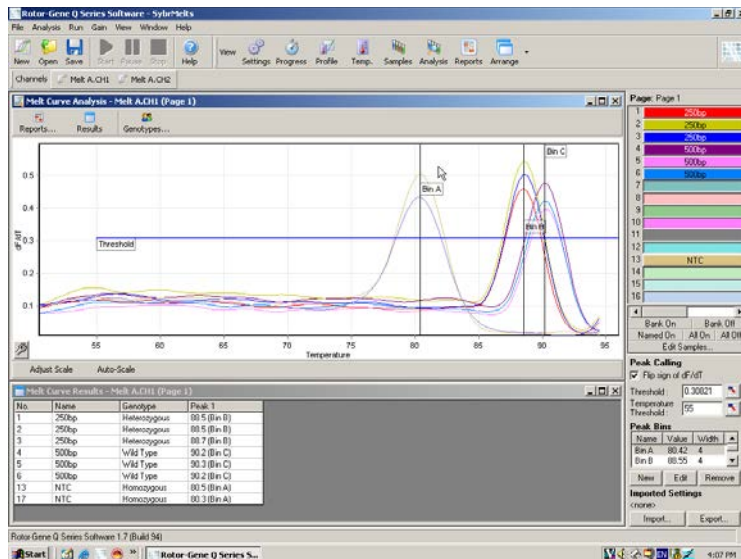 Rotor-Gene Q Series Software - SybrMelts
File Analysis Run Gain View Window Help
New Open Save Start Pause Stop Help View Settings Progress Profile Temp. Samples Analysis Reports Arrange
Channels Melt A.CH1 Melt A.CH2
Melt Curve Analysis - Melt A.CH1 (Page 1)
Reports... Results Genotypes...
Bin A
Bin B
Bin C
Threshold
dF/dT
0.5
0.4
0.3
0.2
0.1
55 60 65 70 75 80 85 90 95
Temperature
Adjust Scale Auto-Scale
Melt Curve Results - Melt A.CH1 (Page 1)
No. Name Genotype Peak 1
1 250bp Heterozygous 88.5 (Bin B)
2 250bp Heterozygous 88.5 (Bin B)
3 250bp Heterozygous 88.7 (Bin B)
4 500bp Wild Type 90.2 (Bin C)
5 500bp Wild Type 90.3 (Bin C)
6 500bp Wild Type 90.2 (Bin C)
13 NTC Homozygous 80.5 (Bin A)
17 NTC Homozygous 80.3 (Bin A)
Page: Page 1
1 250bp
2 250bp
3 250bp
4 500bp
5 500bp
6 500bp
7
8
9
10
11
12
13 NTC
14
15
16
Bank On Bank Off
Named On All On All Off
Edit Samples...
Peak Calling
Flip sign of dF/dT
Threshold: 0.30821
Temperature Threshold: 55
Peak Bins
Name Value Width
Bin A 80.42 4
Bin B 88.55 4
New Edit Remove
Imported Settings
<none>
Import... Export...
Rotor-Gene Q Series Software 1.7 (Build 94)
Start Rotor-Gene Q Series S... EN 4:07 PM